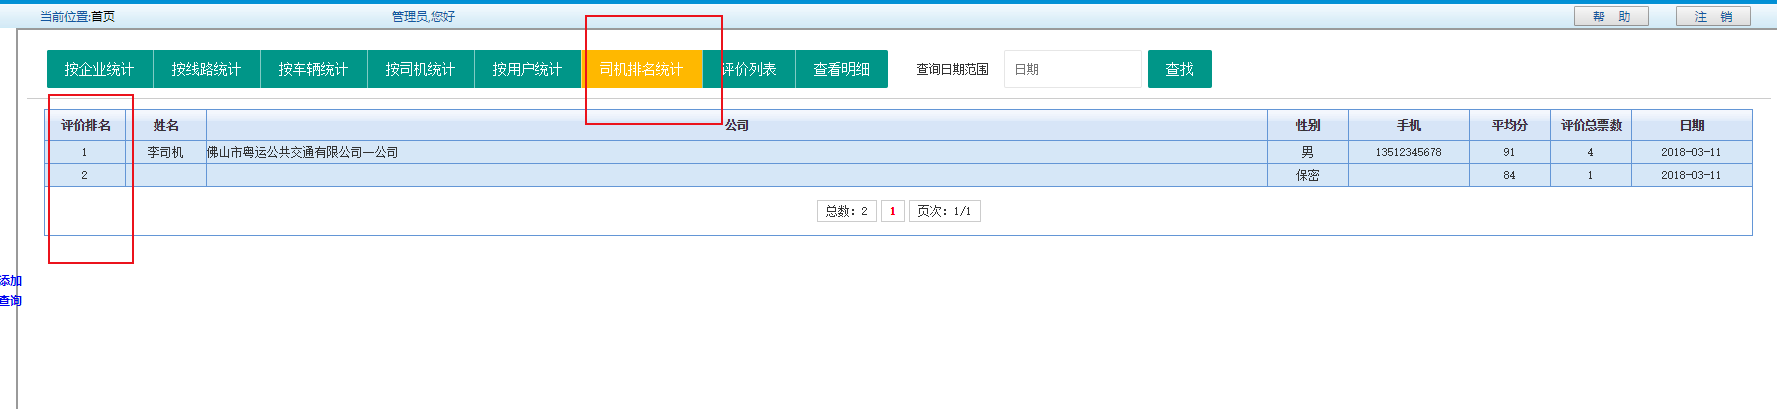 当前位置:首页 管理员,您好 帮 助 注 销
按企业统计 按线路统计 按车辆统计 按司机统计 按用户统计 司机排名统计 评价列表 查看明细 查询日期范围 日期 查找
评价排名 姓名 公司 性别 手机 平均分 评价总票数 日期
1 李司机 佛山市粤运公共交通有限公司一公司 男 13512345678 91 4 2018-03-11
2 保密 84 1 2018-03-11
总数: 2 1 页次: 1/1
添加
查询